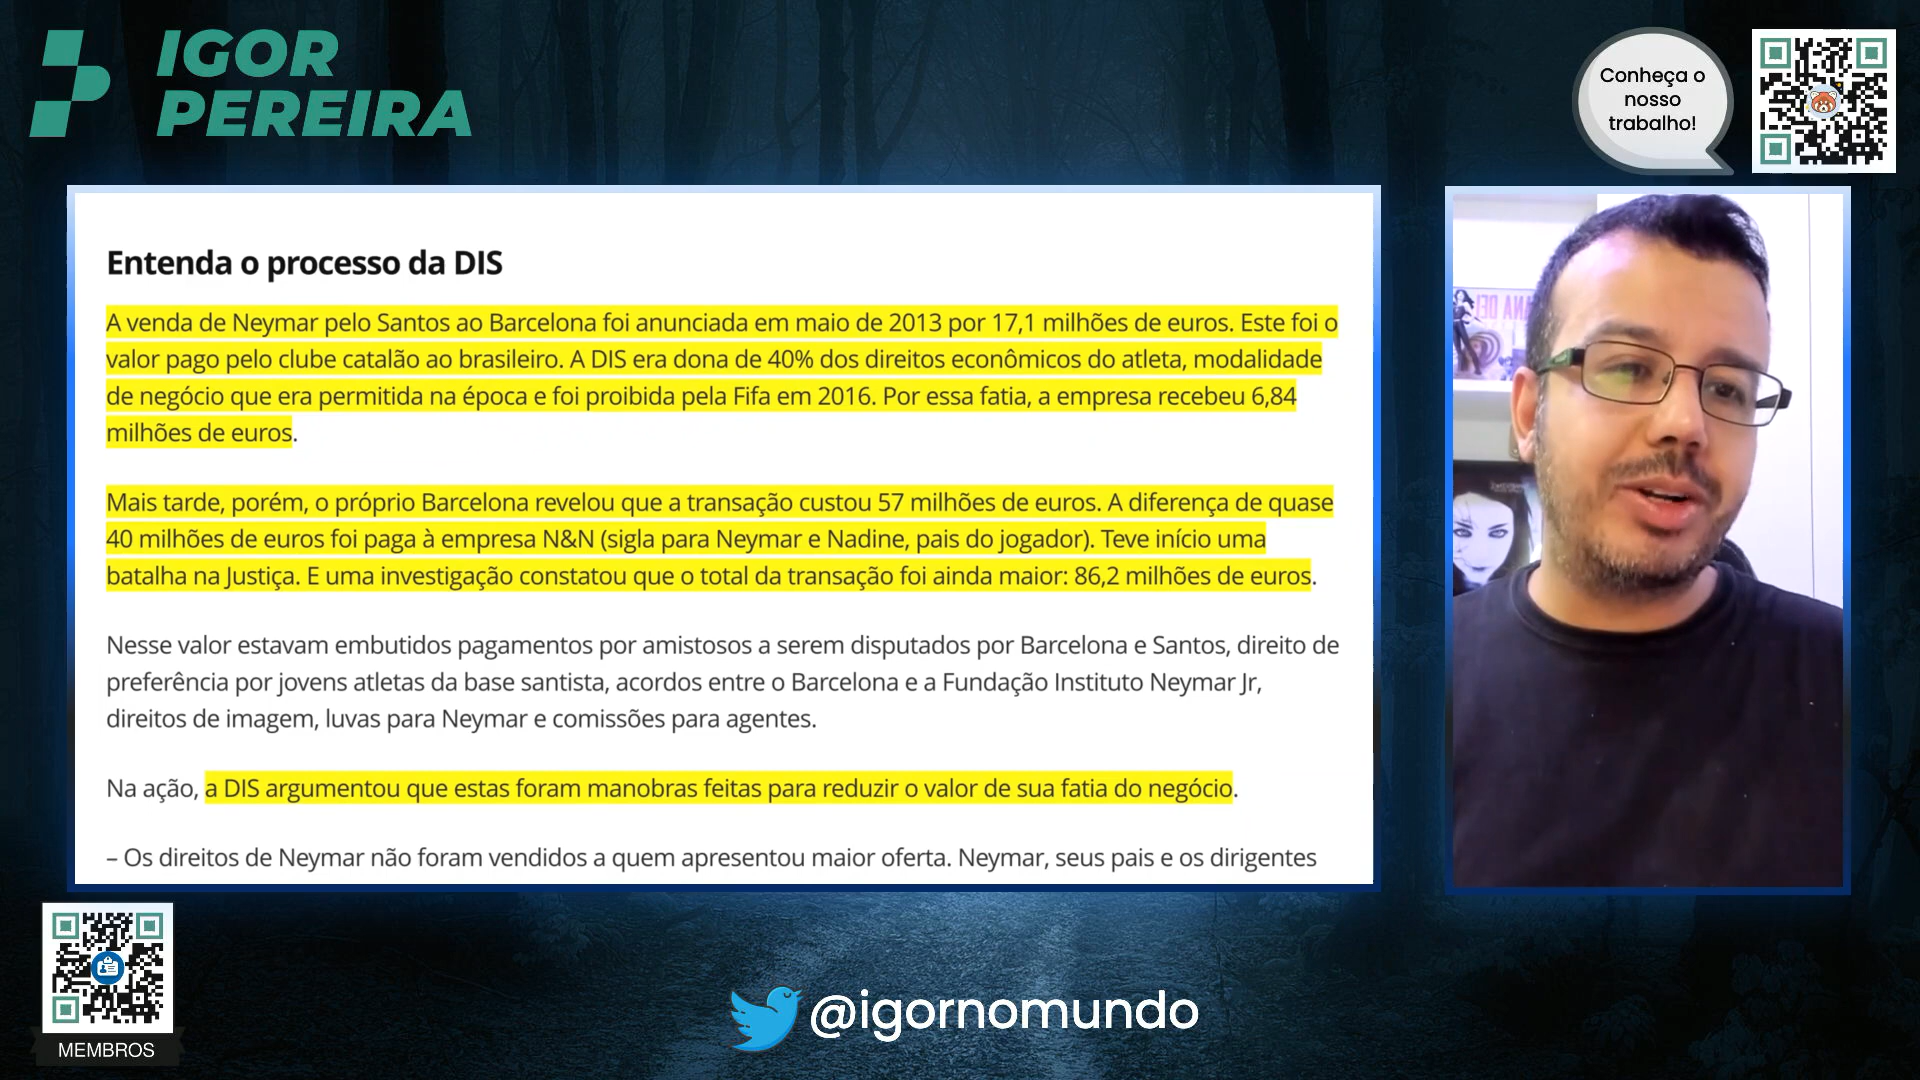 IGOR
PEREIRA
Conheça o
nosso
trabalho!
Entenda o processo da DIS
A venda de Neymar pelo Santos ao Barcelona foi anunciada em maio de 2013 por 17,1 milhões de euros. Este foi o
valor pago pelo clube catalão ao brasileiro. A DIS era dona de 40% dos direitos econômicos do atleta, modalidade
de negócio que era permitida na época e foi proibida pela Fifa em 2016. Por essa fatia, a empresa recebeu 6,84
milhões de euros.
Mais tarde, porém, o próprio Barcelona revelou que a transação custou 57 milhões de euros. A diferença de quase
40 milhões de euros foi paga à empresa N&N (sigla para Neymar e Nadine, pais do jogador). Teve início uma
batalha na Justiça. E uma investigação constatou que o total da transação foi ainda maior: 86,2 milhões de euros.
Nesse valor estavam embutidos pagamentos por amistosos a serem disputados por Barcelona e Santos, direito de
preferência por jovens atletas da base santista, acordos entre o Barcelona e a Fundação Instituto Neymar Jr,
direitos de imagem, luvas para Neymar e comissões para agentes.
Na ação, a DIS argumentou que estas foram manobras feitas para reduzir o valor de sua fatia do negócio.
– Os direitos de Neymar não foram vendidos a quem apresentou maior oferta. Neymar, seus pais e os dirigentes
MEMBROS
@igornomundo